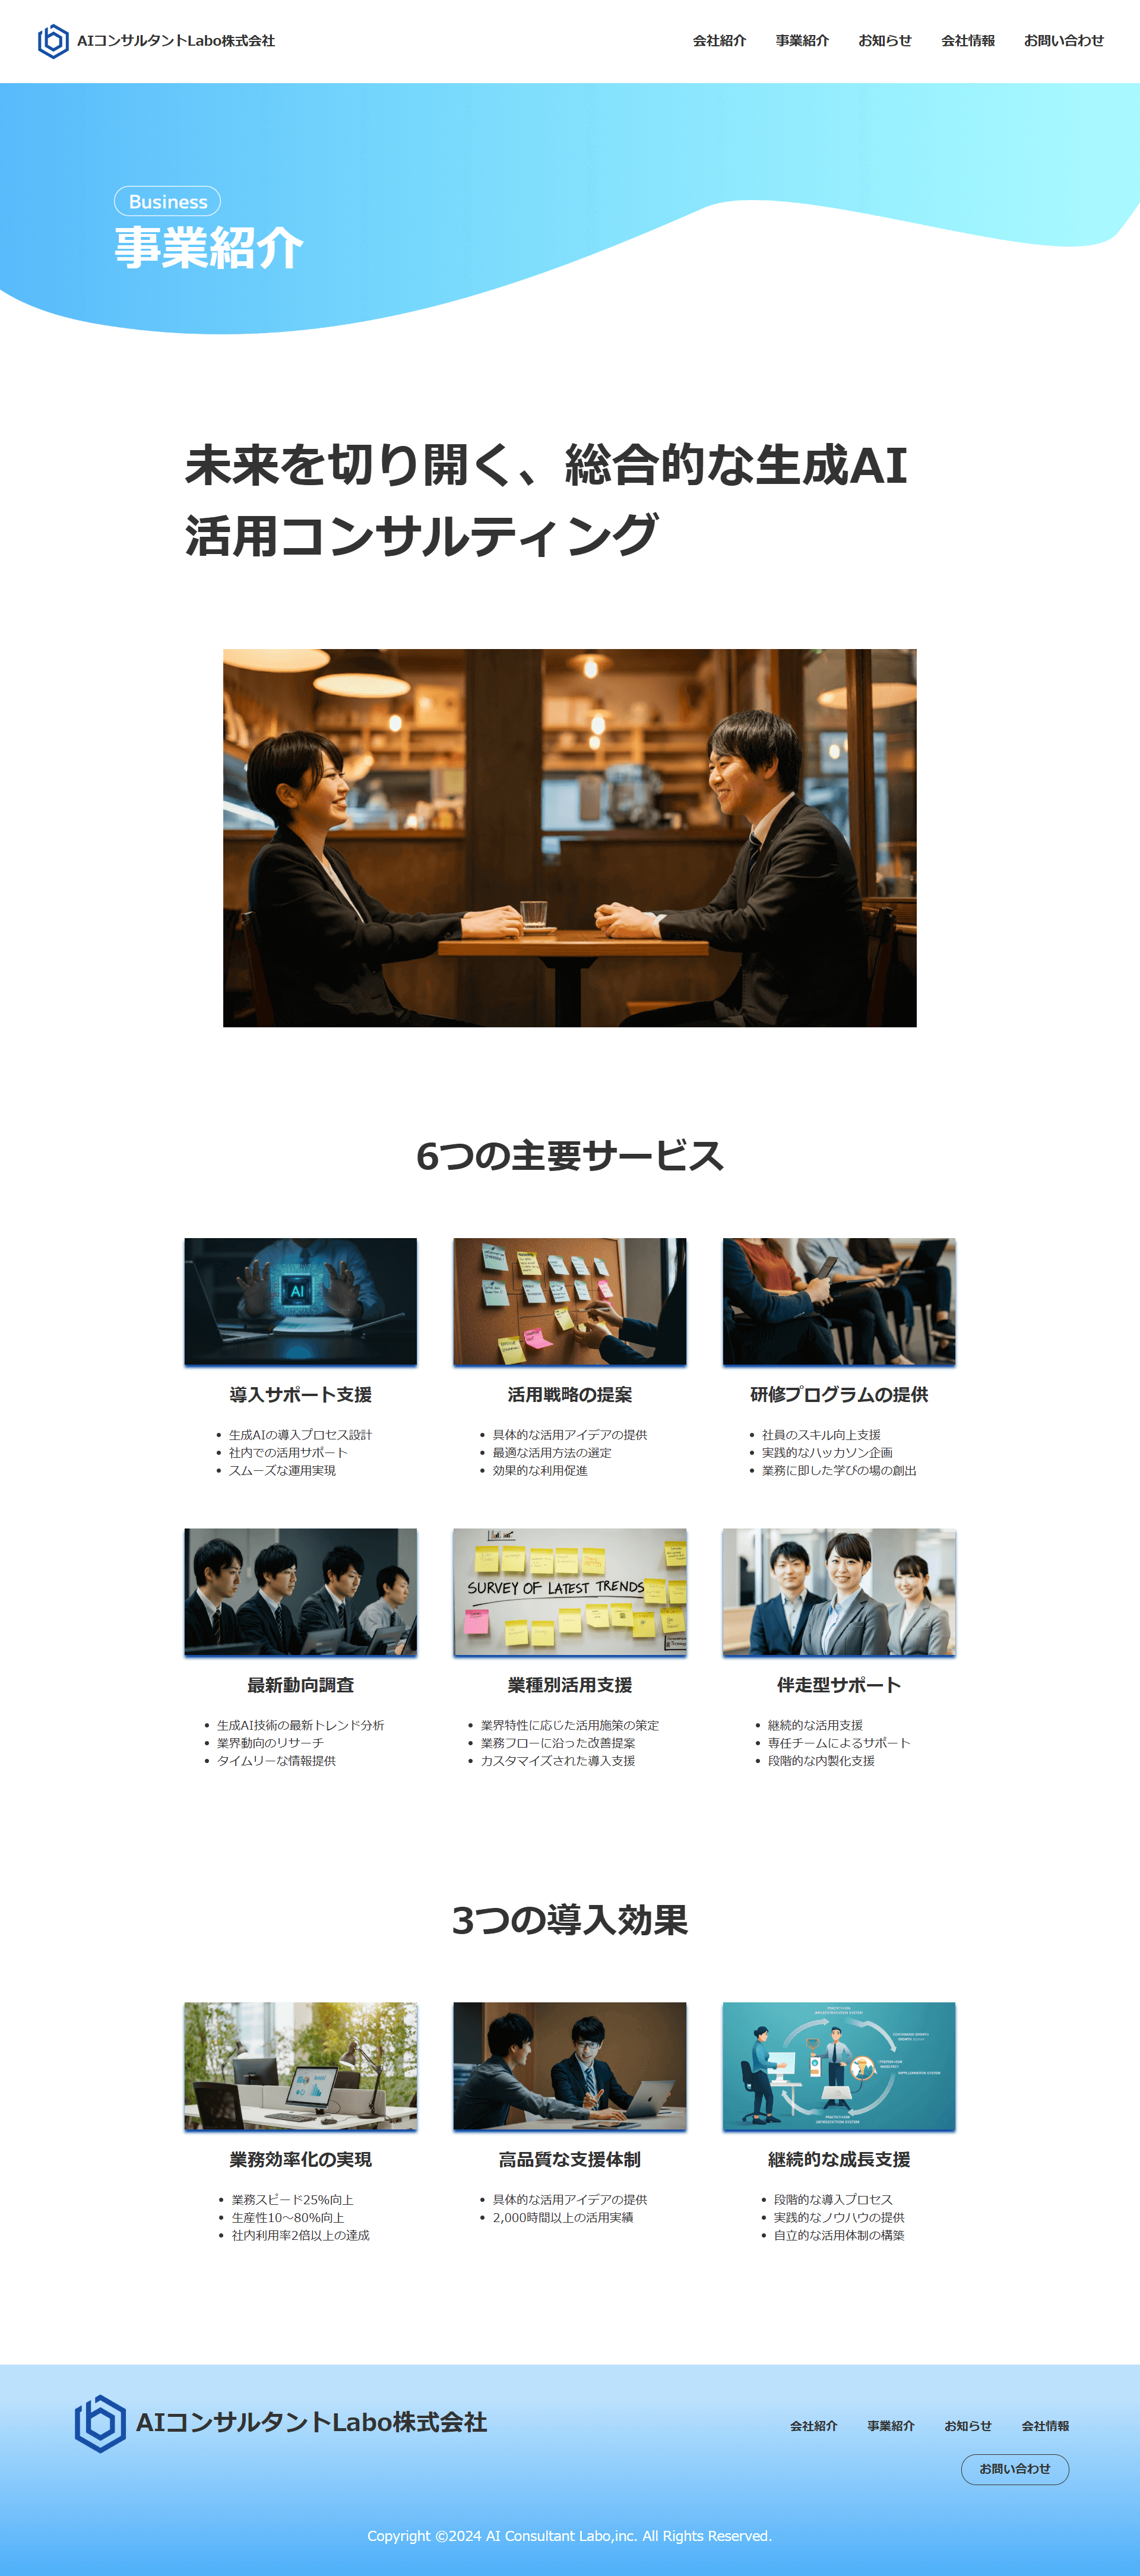 AIコンサルタントLabo株式会社
会社紹介 事業紹介 お知らせ 会社情報 お問い合わせ
Business
事業紹介
未来を切り開く、総合的な生成AI
活用コンサルティング
6つの主要サービス
AI
導入サポート支援
・生成AIの導入プロセス設計
・社内での活用サポート
・スムーズな運用実現
活用戦略の提案
・具体的な活用アイデアの提供
・最適な活用方法の選定
・効果的な利用促進
研修プログラムの提供
・社員のスキル向上支援
・実践的なハッカソン企画
・業務に即した学びの場の創出
最新動向調査
・生成AI技術の最新トレンド分析
・業界動向のリサーチ
・タイムリーな情報提供
SURVEY OF LATEST TRENDS
業種別活用支援
・業界特性に応じた活用施策の策定
・業務フローに沿った改善提案
・カスタマイズされた導入支援
伴走型サポート
・継続的な活用支援
・専任チームによるサポート
・段階的な内製化支援
3つの導入効果
業務効率化の実現
・業務スピード25%向上
・生産性10〜80%向上
・社内利用率2倍以上の達成
高品質な支援体制
・具体的な活用アイデアの提供
・2,000時間以上の活用実績
継続的な成長支援
・段階的な導入プロセス
・実践的なノウハウの提供
・自立的な活用体制の構築
AIコンサルタントLabo株式会社
会社紹介 事業紹介 お知らせ 会社情報
お問い合わせ
Copyright ©2024 AI Consultant Labo,inc. All Rights Reserved.